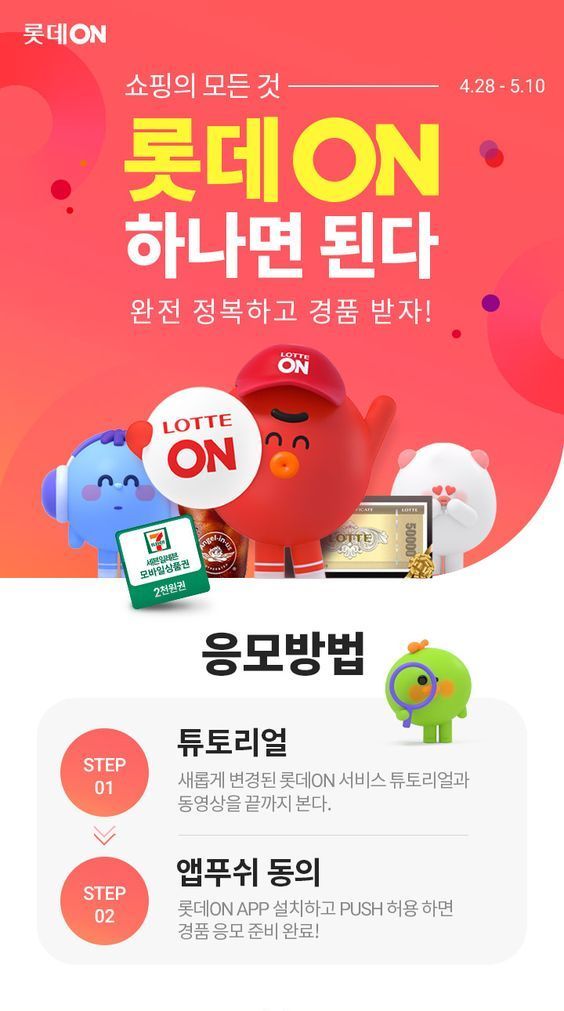 롯데ON
쇼핑의 모든 것
4.28 - 5.10
롯데ON
하나면 된다
완전 정복하고 경품 받자!
LOTTE
ON
LOTTE
ON
7
ELEVEN
세븐일레븐
모바일상품권
2천원권
angel-in-us
LOTTE
LOTTE
50000
응모방법
STEP
01
튜토리얼
새롭게 변경된 롯데ON 서비스 튜토리얼과
동영상을 끝까지 본다.
STEP
02
앱푸쉬 동의
롯데ON APP 설치하고 PUSH 허용 하면
경품 응모 준비 완료!